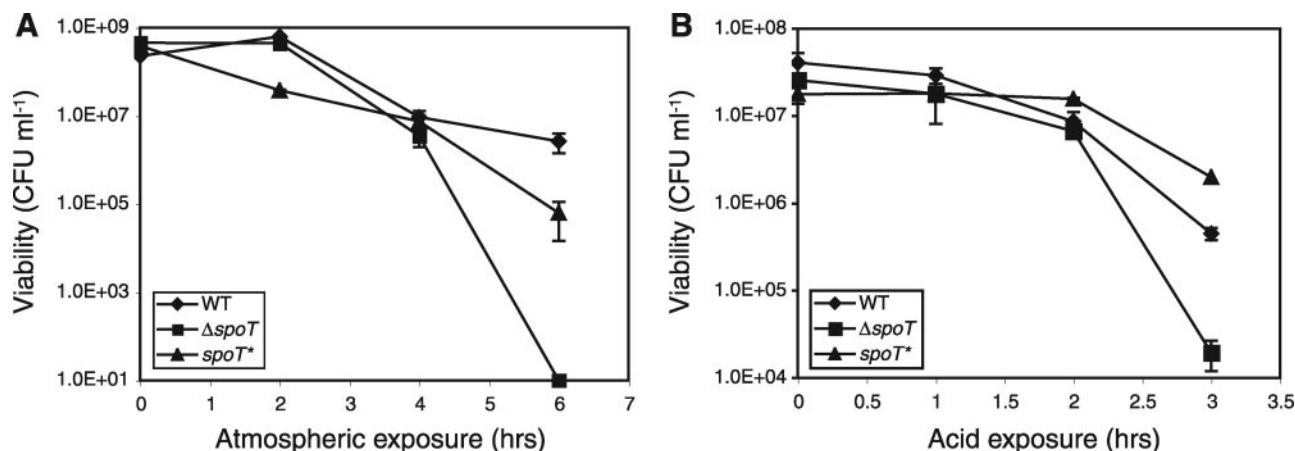 A
Viability (CFU ml-1)
1.0E+09
1.0E+07
1.0E+05
1.0E+03
1.0E+01
WT
ΔspoT
spoT*
0 1 2 3 4 5 6 7
Atmospheric exposure (hrs)
B
Viability (CFU ml-1)
1.0E+08
1.0E+07
1.0E+06
1.0E+05
1.0E+04
WT
ΔspoT
spoT*
0 0.5 1 1.5 2 2.5 3 3.5
Acid exposure (hrs)